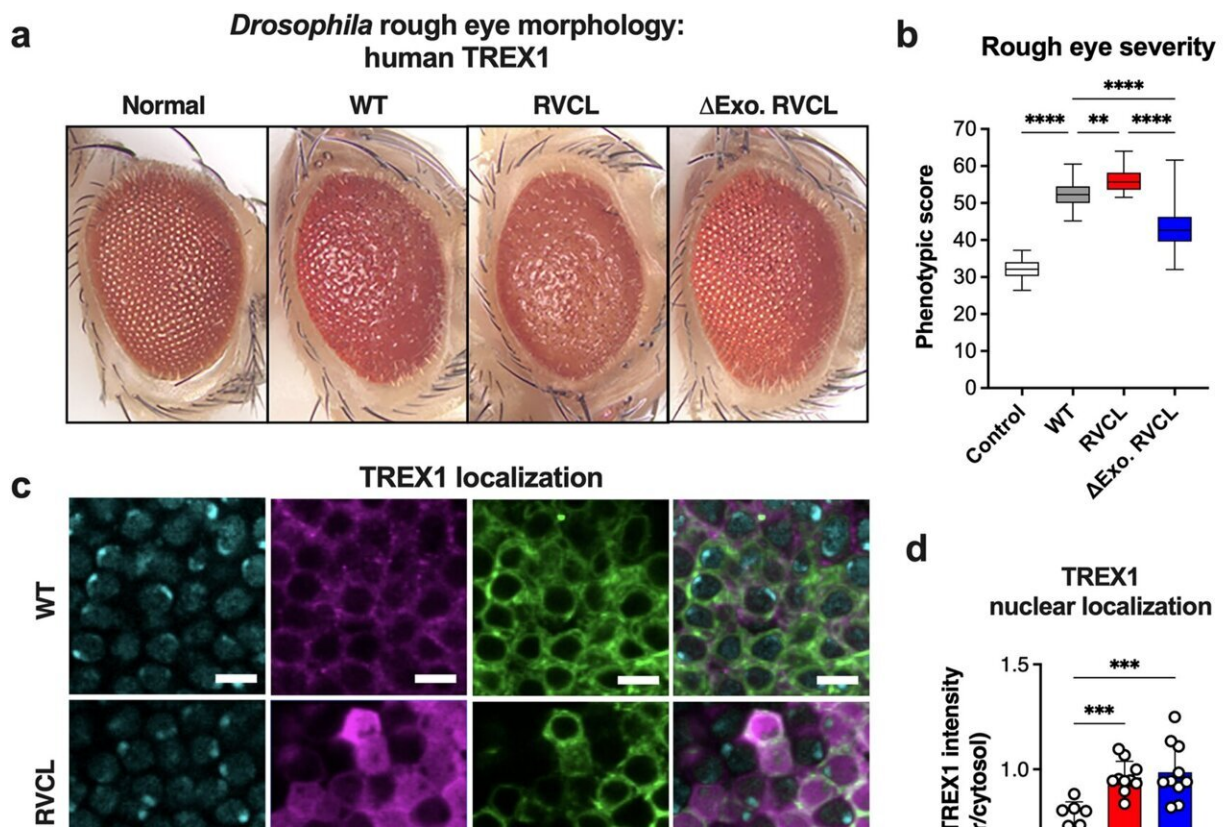 a
Drosophila rough eye morphology:
human TREX1
Normal
WT
RVCL
ΔExo. RVCL
b
Rough eye severity
****
**** ** ****
70
60
50
40
30
20
10
0
Phenotypic score
Control
WT
RVCL
ΔExo. RVCL
c
TREX1 localization
WT
RVCL
d
TREX1
nuclear localization
1.5
1.0
***
***
TREX1 intensity
r/cytosol)